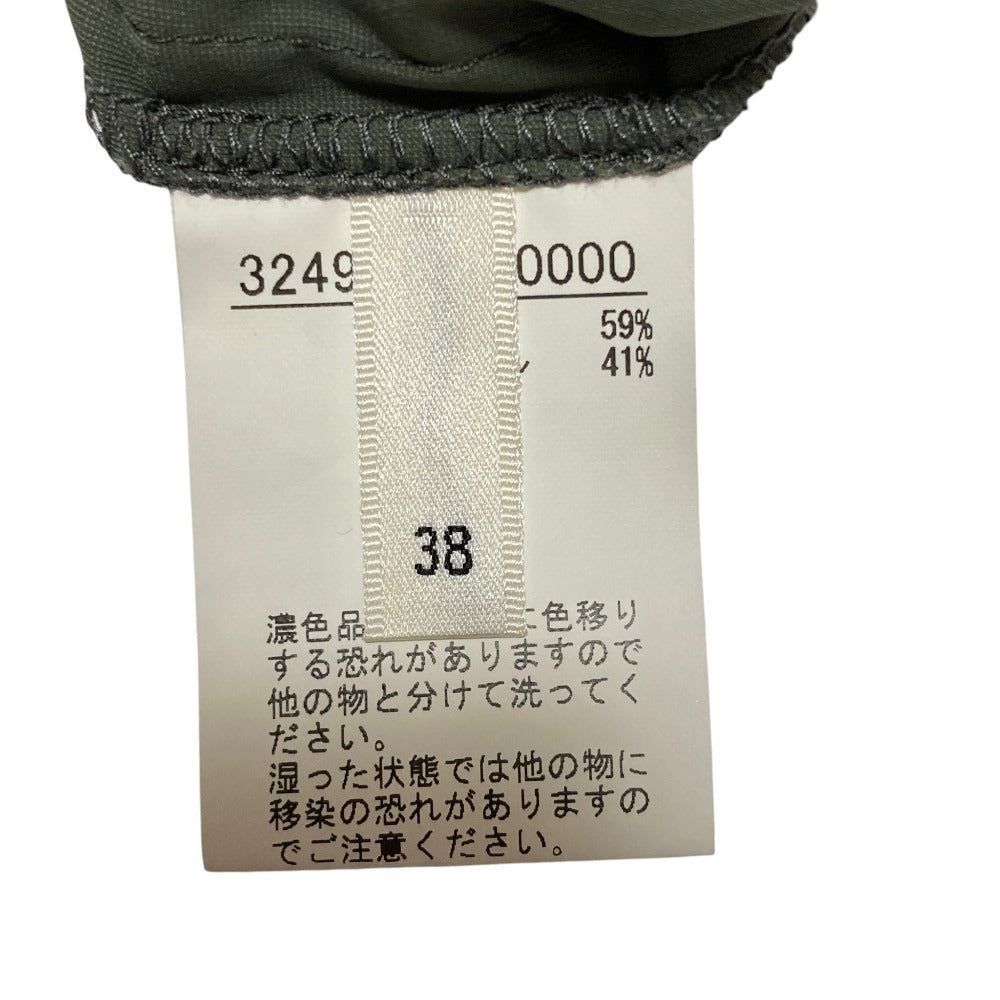 3249 0000
59%
41%
38
濃色品 に色移り
する恐れがありますので
他の物と分けて洗ってく
ださい。
湿った状態では他の物に
移染の恐れがありますの
でご注意ください。